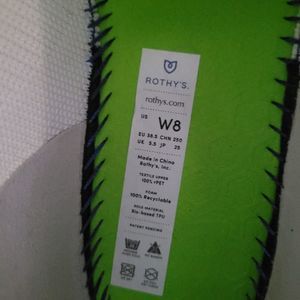 ROTHY'S.
rothys.com
US W8
EU 38.5 CHN 250
UK 5.5 JP 25
Made in China
Rothy's, Inc.
TEXTILE UPPER
100% rPET
FOAM
100% Recyclable
SOLE MATERIAL
Bio-based TPU
PATENT PENDING